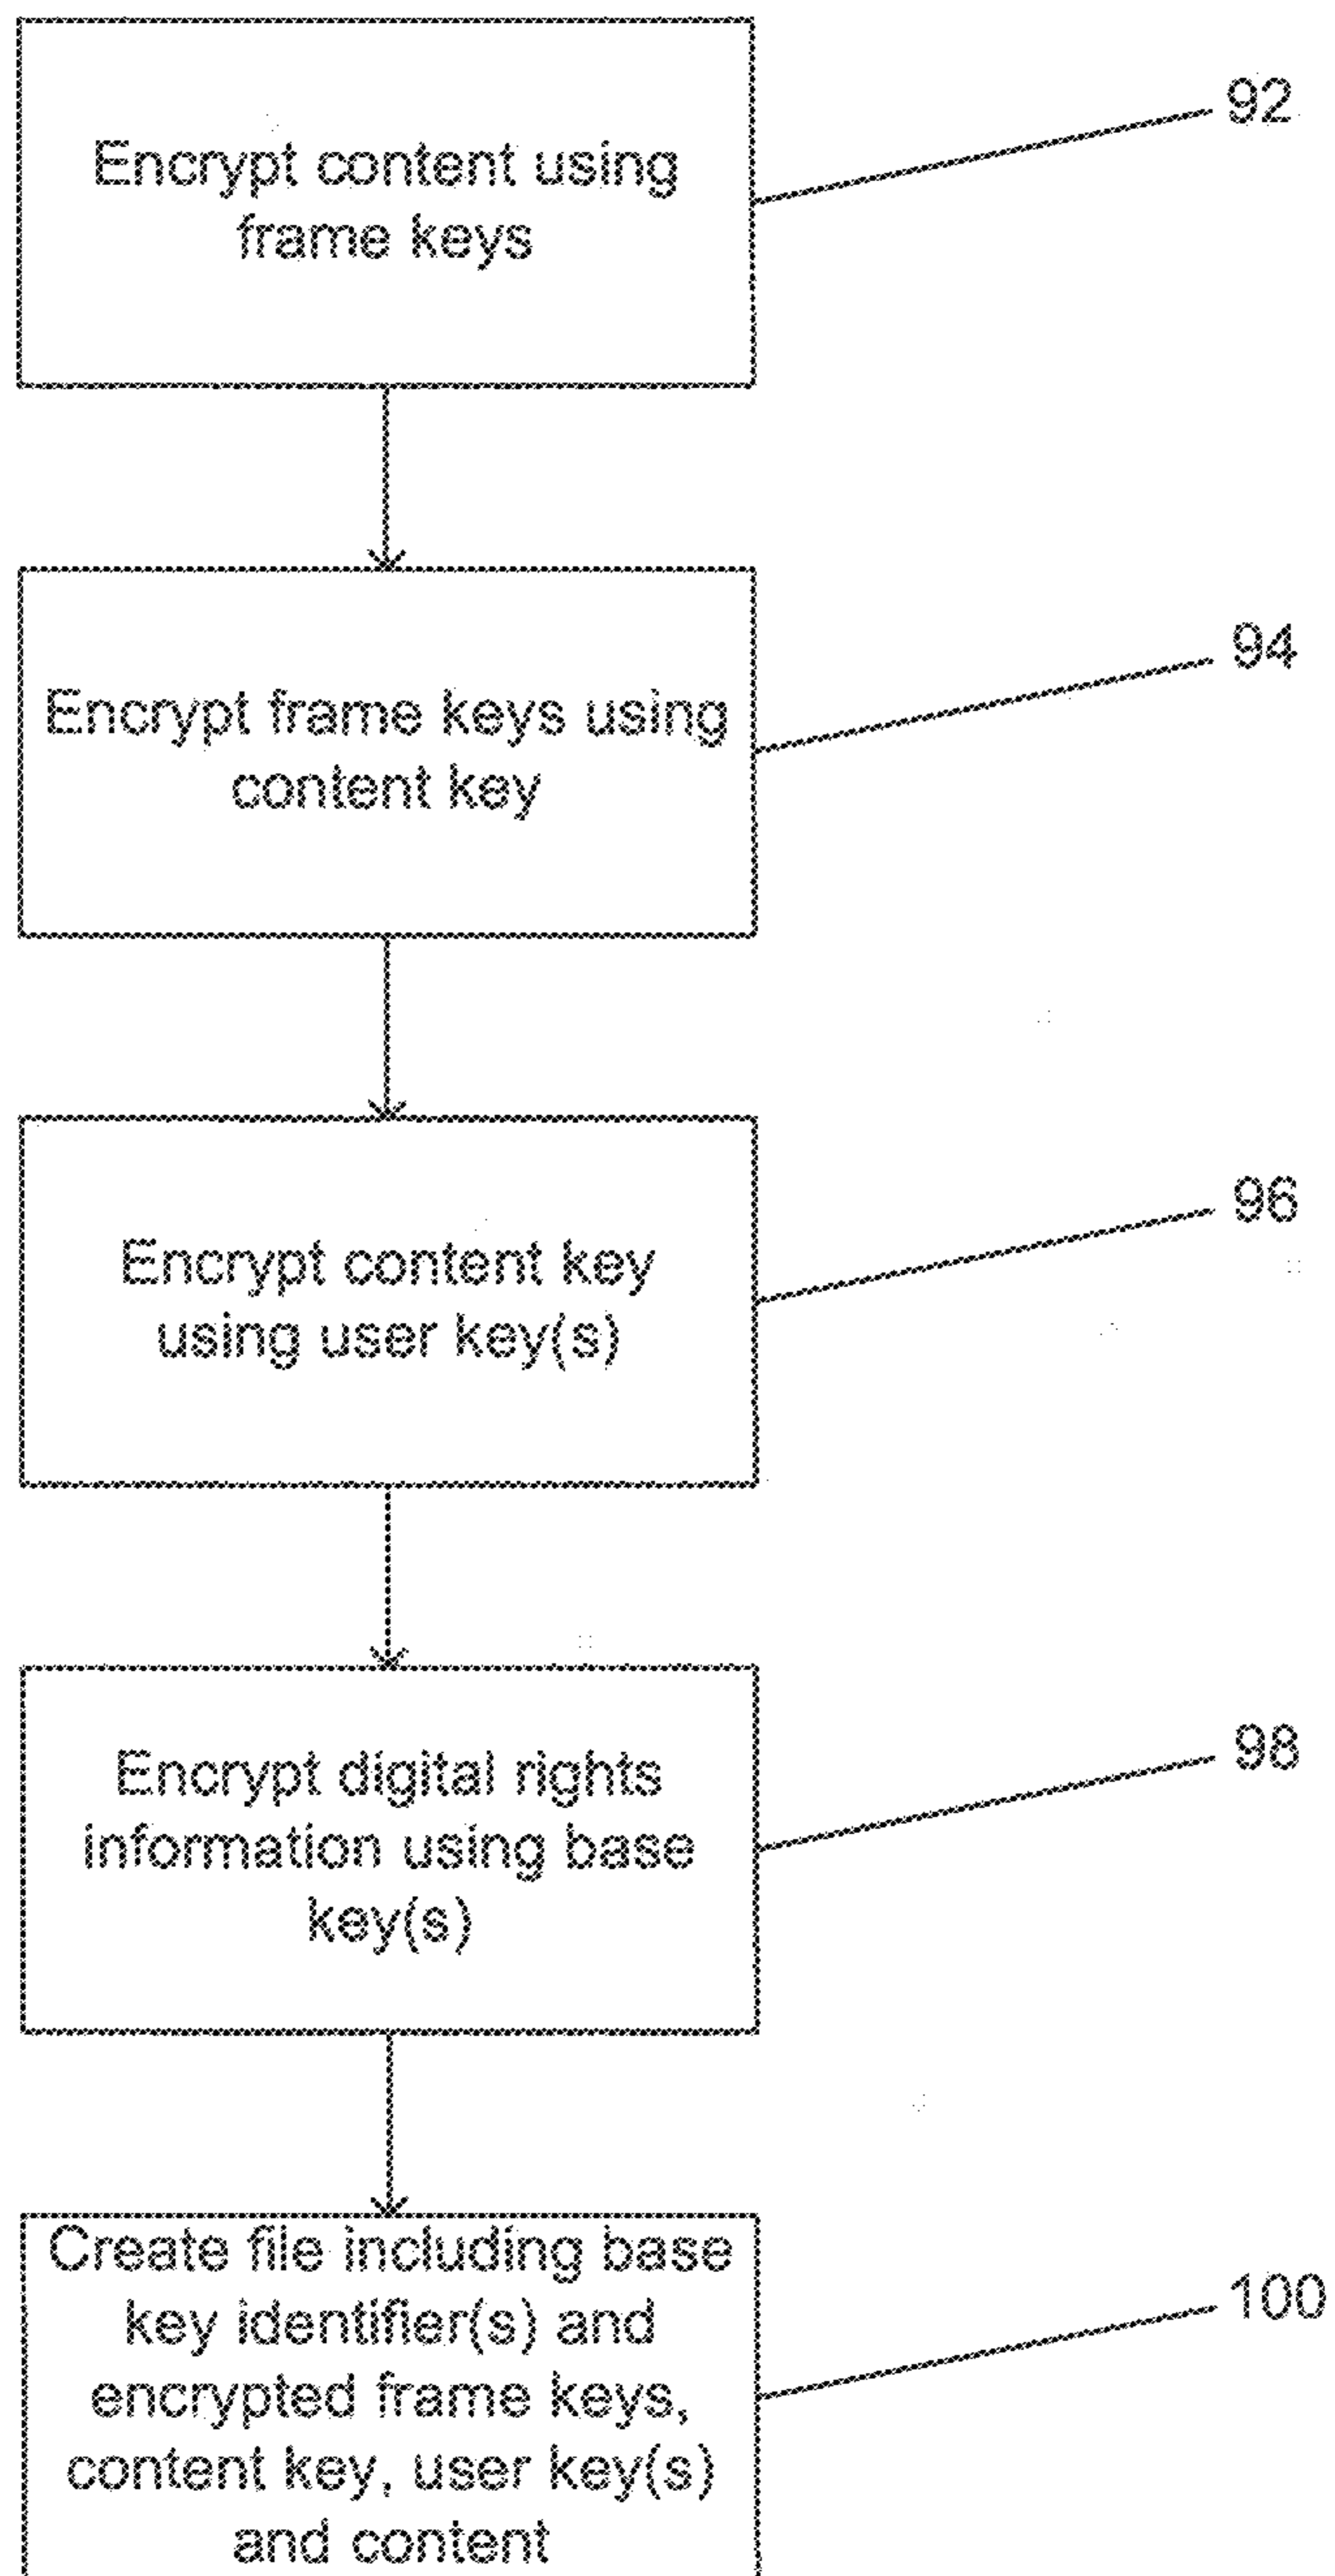 Encrypt content using
frame keys
92
Encrypt frame keys using
content key
94
Encrypt content key
using user key(s)
96
Encrypt digital rights
information using base
key(s)
98
Create file including base
key identifier(s) and
encrypted frame keys,
content key, user key(s)
and content
100